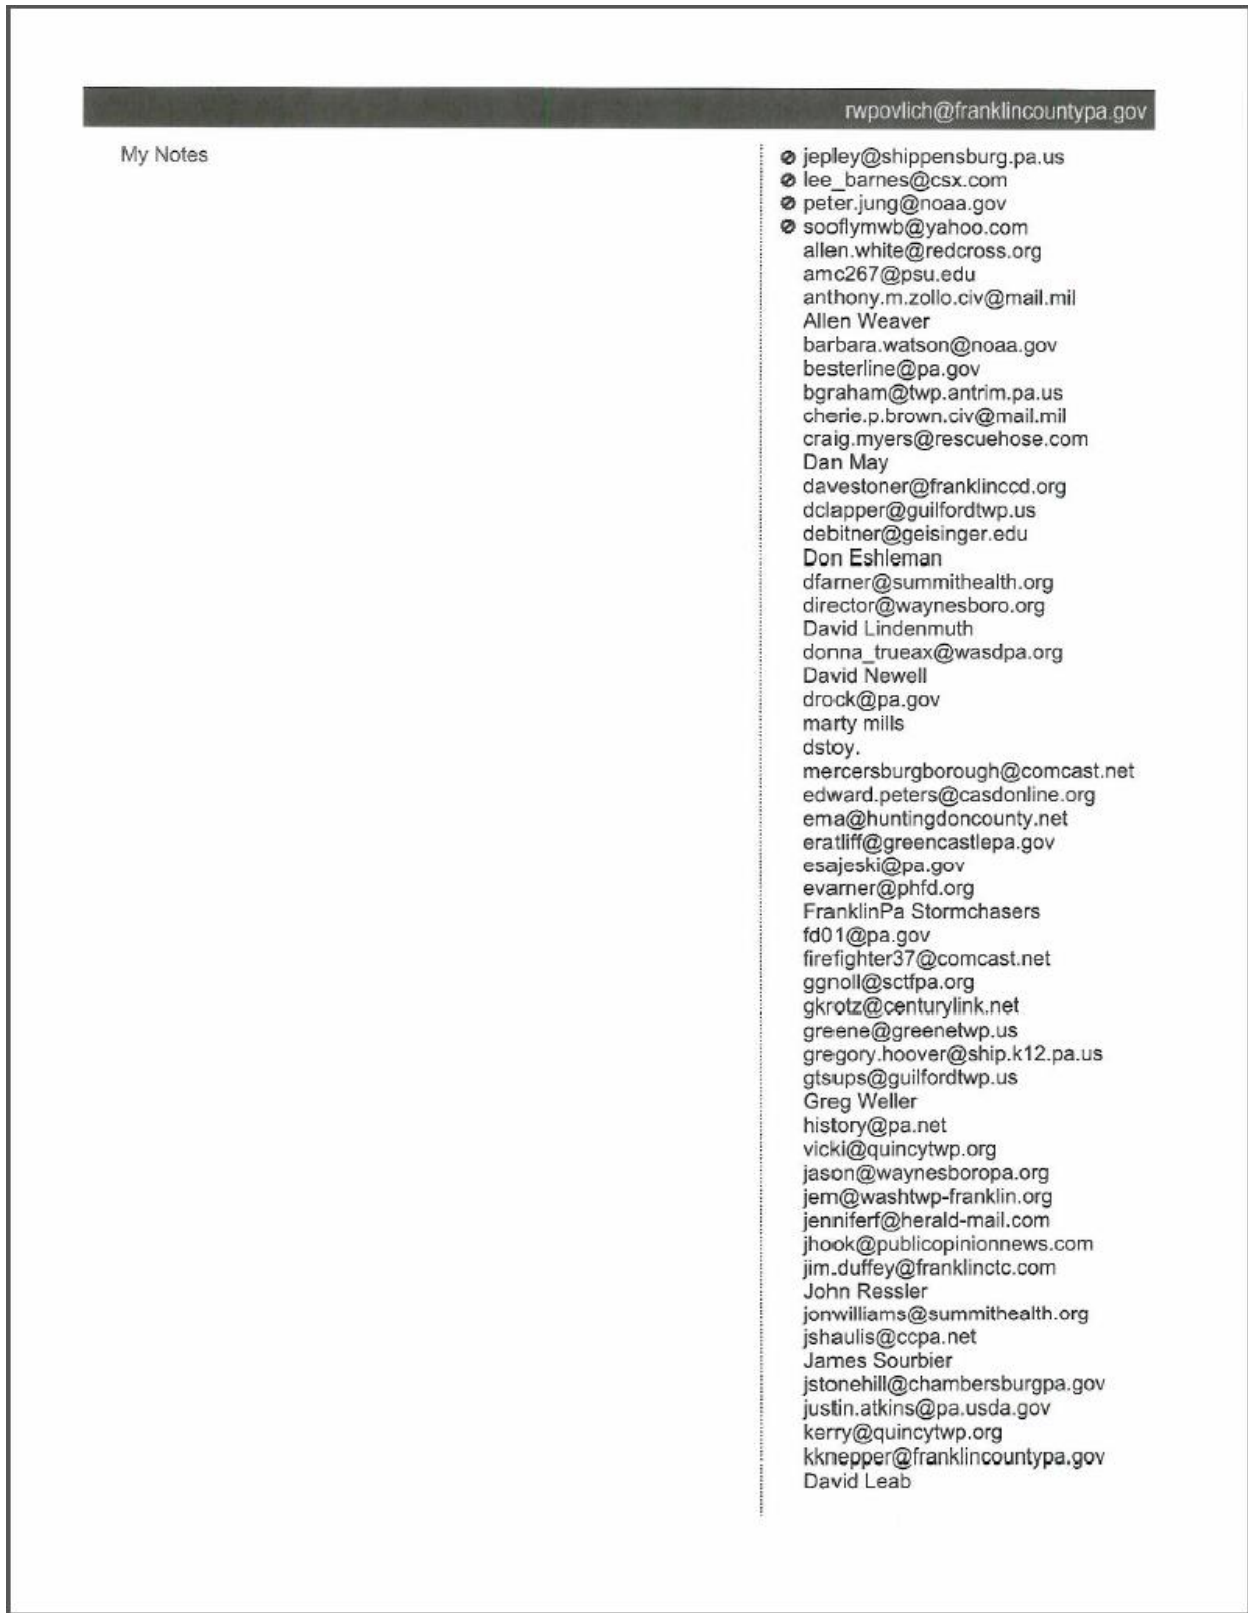 rwpovlich@franklincountypa.gov
My Notes
jepley@shippensburg.pa.us
lee_barnes@csx.com
peter.jung@noaa.gov
sooflymwb@yahoo.com
allen.white@redcross.org
amc267@psu.edu
anthony.m.zollo.civ@mail.mil
Allen Weaver
barbara.watson@noaa.gov
besterline@pa.gov
bgraham@twp.antrim.pa.us
cherie.p.brown.civ@mail.mil
craig.myers@rescuehose.com
Dan May
davestoner@franklinccd.org
dclapper@guilfordtwp.us
debitner@geisinger.edu
Don Eshleman
dfarner@summithealth.org
director@waynesboro.org
David Lindenmuth
donna_trueax@wasdpa.org
David Newell
drock@pa.gov
marty mills
dstoy.
mercersburgborough@comcast.net
edward.peters@casdonline.org
ema@huntingdoncounty.net
eratliff@greencastlepa.gov
esajeski@pa.gov
evarner@phfd.org
FranklinPa Stormchasers
fd01@pa.gov
firefighter37@comcast.net
ggnoll@sctfpa.org
gkrotz@centurylink.net
greene@greenetwp.us
gregory.hoover@ship.k12.pa.us
gtsups@guilfordtwp.us
Greg Weller
history@pa.net
vicki@quincytwp.org
jason@waynesboropa.org
jem@washtwp-franklin.org
jenniferf@herald-mail.com
jhook@publicopinionnews.com
jim.duffey@franklinctc.com
John Ressler
jonwilliams@summithealth.org
jshaulis@ccpa.net
James Sourbier
jstonehill@chambersburgpa.gov
justin.atkins@pa.usda.gov
kerry@quincytwp.org
kknepper@franklincountypa.gov
David Leab